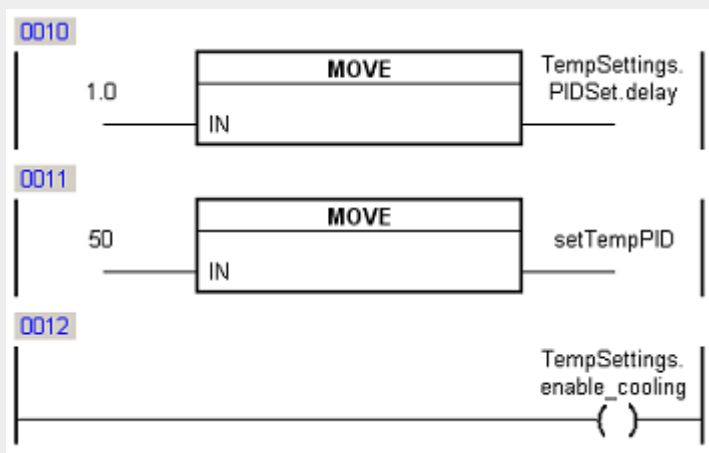 0010
MOVE
TempSettings.
PIDSet.delay
1.0
IN
0011
MOVE
50
setTempPID
IN
0012
TempSettings.
enable_cooling